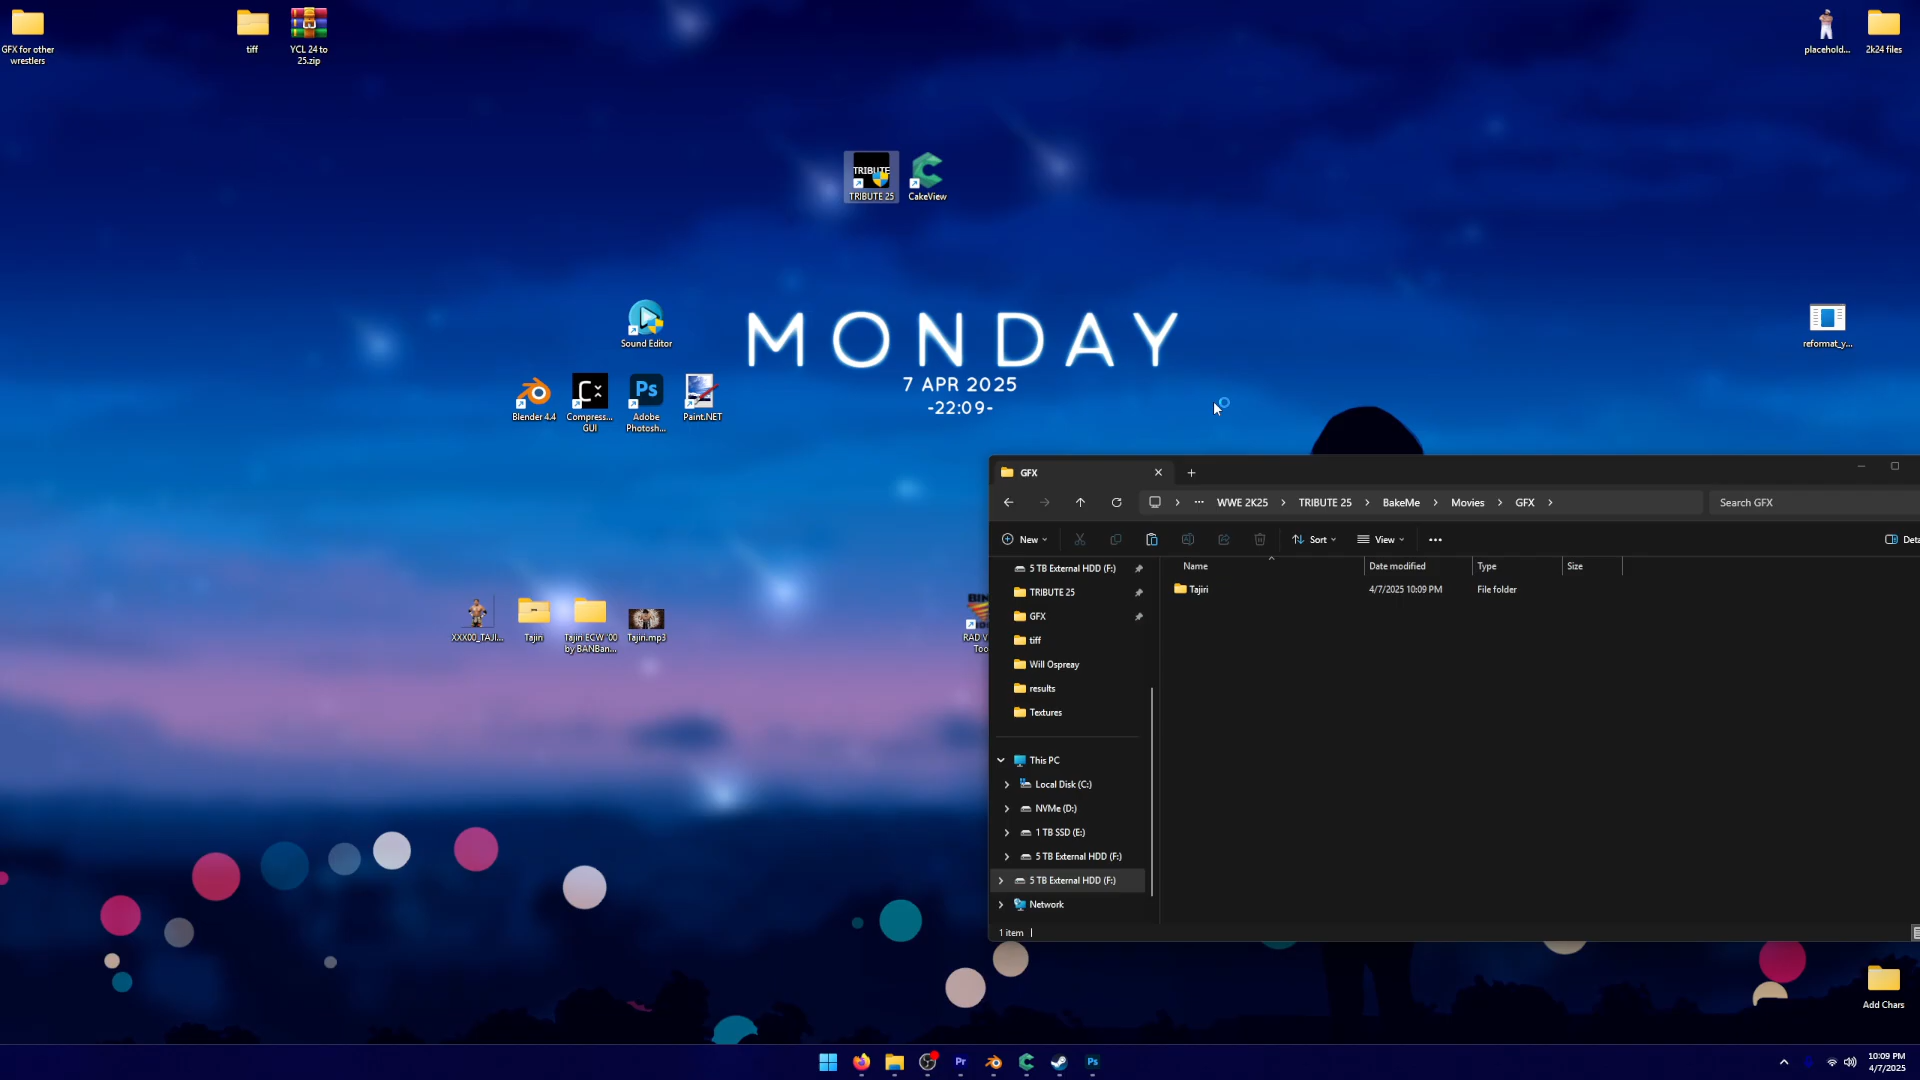 GFX for other
wrestlers
tiff
YCL 24 to
25.zip
placehold...
2k24 files
TRIBUTE
TRIBUTE 25
CakeView
Sound Editor
MONDAY
7 APR 2025
-22:09-
reformat_y...
Blender 4.4
Compress...
GUI
Ps
Adobe
Photosh...
Paint.NET
XXX00_TAJI...
Tajiri
Tajiri ECW '00
by BANBan...
Tajiri.mp3
GFX
WWE 2K25
TRIBUTE 25
BakeMe
Movies
GFX
Search GFX
New
Sort
View
Name
Date modified
Type
Size
Tajiri
4/7/2025 10:09 PM
File folder
5 TB External HDD (F:)
TRIBUTE 25
GFX
tiff
Will Ospreay
results
Textures
This PC
Local Disk (C:)
NVMe (D:)
1 TB SSD (E:)
5 TB External HDD (F:)
5 TB External HDD (F:)
Network
1 item
Add Chars
Pr
Ps
10:09 PM
4/7/2025